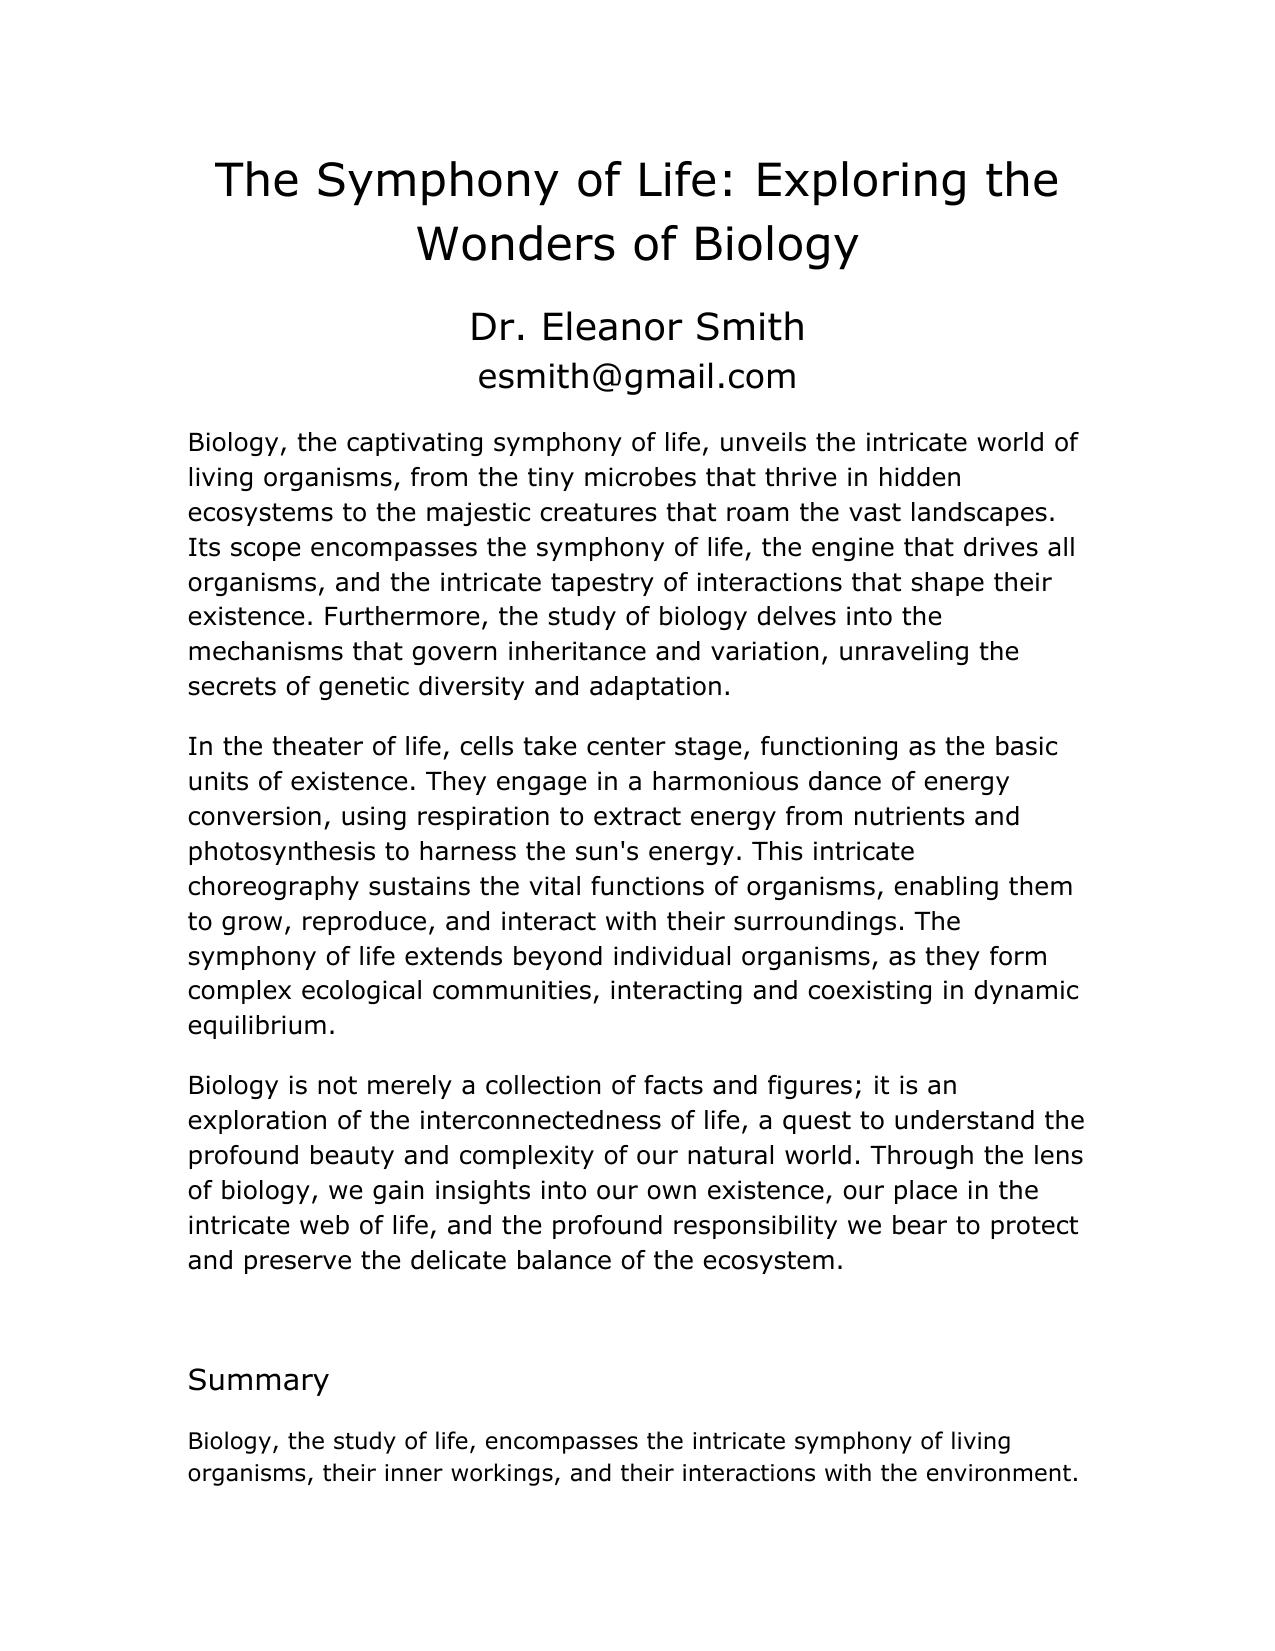 The Symphony of Life: Exploring the
Wonders of Biology
Dr. Eleanor Smith
esmith@gmail.com
Biology, the captivating symphony of life, unveils the intricate world of
living organisms, from the tiny microbes that thrive in hidden
ecosystems to the majestic creatures that roam the vast landscapes.
Its scope encompasses the symphony of life, the engine that drives all
organisms, and the intricate tapestry of interactions that shape their
existence. Furthermore, the study of biology delves into the
mechanisms that govern inheritance and variation, unraveling the
secrets of genetic diversity and adaptation.
In the theater of life, cells take center stage, functioning as the basic
units of existence. They engage in a harmonious dance of energy
conversion, using respiration to extract energy from nutrients and
photosynthesis to harness the sun's energy. This intricate
choreography sustains the vital functions of organisms, enabling them
to grow, reproduce, and interact with their surroundings. The
symphony of life extends beyond individual organisms, as they form
complex ecological communities, interacting and coexisting in dynamic
equilibrium.
Biology is not merely a collection of facts and figures; it is an
exploration of the interconnectedness of life, a quest to understand the
profound beauty and complexity of our natural world. Through the lens
of biology, we gain insights into our own existence, our place in the
intricate web of life, and the profound responsibility we bear to protect
and preserve the delicate balance of the ecosystem.
Summary
Biology, the study of life, encompasses the intricate symphony of living
organisms, their inner workings, and their interactions with the environment.